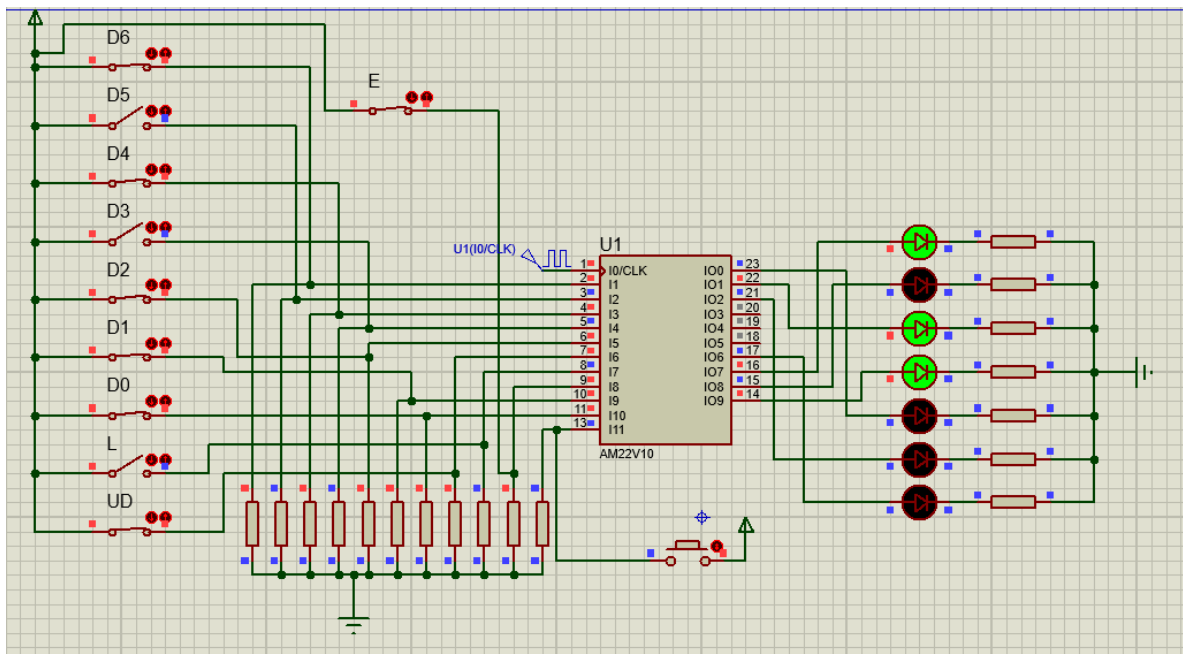 D6
D5
D4
D3
D2
D1
D0
L
UD
E
U1(I0/CLK)
U1
1 I0/CLK IO0 23
2 I1 IO1 22
3 I2 IO2 21
4 I3 IO3 20
5 I4 IO4 19
6 I5 IO5 18
7 I6 IO6 17
8 I7 IO7 16
9 I8 IO8 15
10 I9 IO9 14
11 I10
13 I11
AM22V10